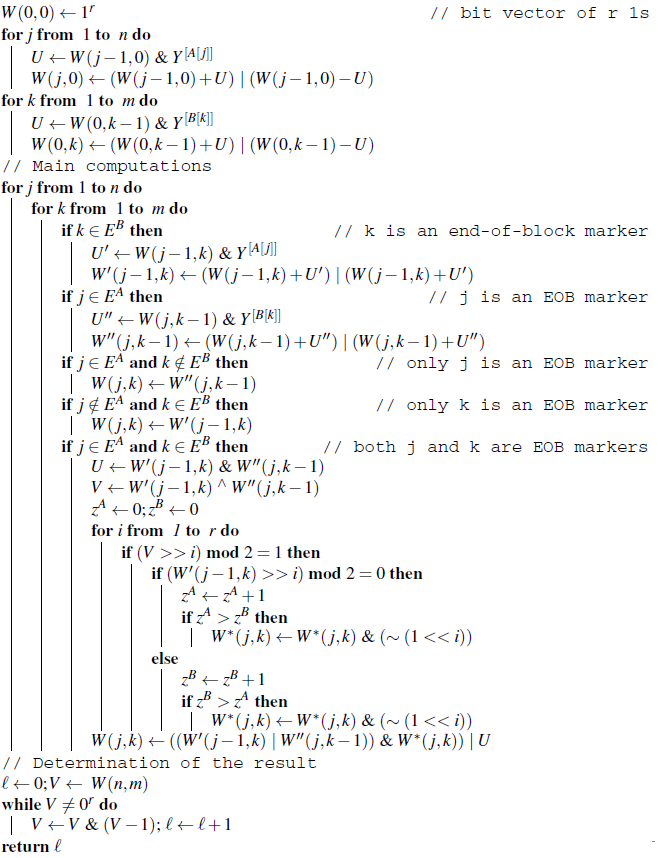 W(0,0) ← 1^r // bit vector of r 1s
for j from 1 to n do
U ← W(j−1,0) & Y^[A[j]]
W(j,0) ← (W(j−1,0)+U) | (W(j−1,0)−U)
for k from 1 to m do
U ← W(0,k−1) & Y^[B[k]]
W(0,k) ← (W(0,k−1)+U) | (W(0,k−1)−U)
// Main computations
for j from 1 to n do
for k from 1 to m do
if k ∈ E^B then // k is an end-of-block marker
U′ ← W(j−1,k) & Y^[A[j]]
W′(j−1,k) ← (W(j−1,k)+U′) | (W(j−1,k)+U′)
if j ∈ E^A then // j is an EOB marker
U″ ← W(j,k−1) & Y^[B[k]]
W″(j,k−1) ← (W(j,k−1)+U″) | (W(j,k−1)+U″)
if j ∈ E^A and k ∉ E^B then // only j is an EOB marker
W(j,k) ← W″(j,k−1)
if j ∉ E^A and k ∈ E^B then // only k is an EOB marker
W(j,k) ← W′(j−1,k)
if j ∈ E^A and k ∈ E^B then // both j and k are EOB markers
U ← W′(j−1,k) & W″(j,k−1)
V ← W′(j−1,k) ^ W″(j,k−1)
z^A ← 0; z^B ← 0
for i from 1 to r do
if (V >> i) mod 2 = 1 then
if (W′(j−1,k) >> i) mod 2 = 0 then
z^A ← z^A + 1
if z^A > z^B then
W*(j,k) ← W*(j,k) & (∼ (1 << i))
else
z^B ← z^B + 1
if z^B > z^A then
W*(j,k) ← W*(j,k) & (∼ (1 << i))
W(j,k) ← ((W′(j−1,k) | W″(j,k−1)) & W*(j,k)) | U
// Determination of the result
ℓ ← 0; V ← W(n,m)
while V ≠ 0^r do
V ← V & (V−1); ℓ ← ℓ+1
return ℓ